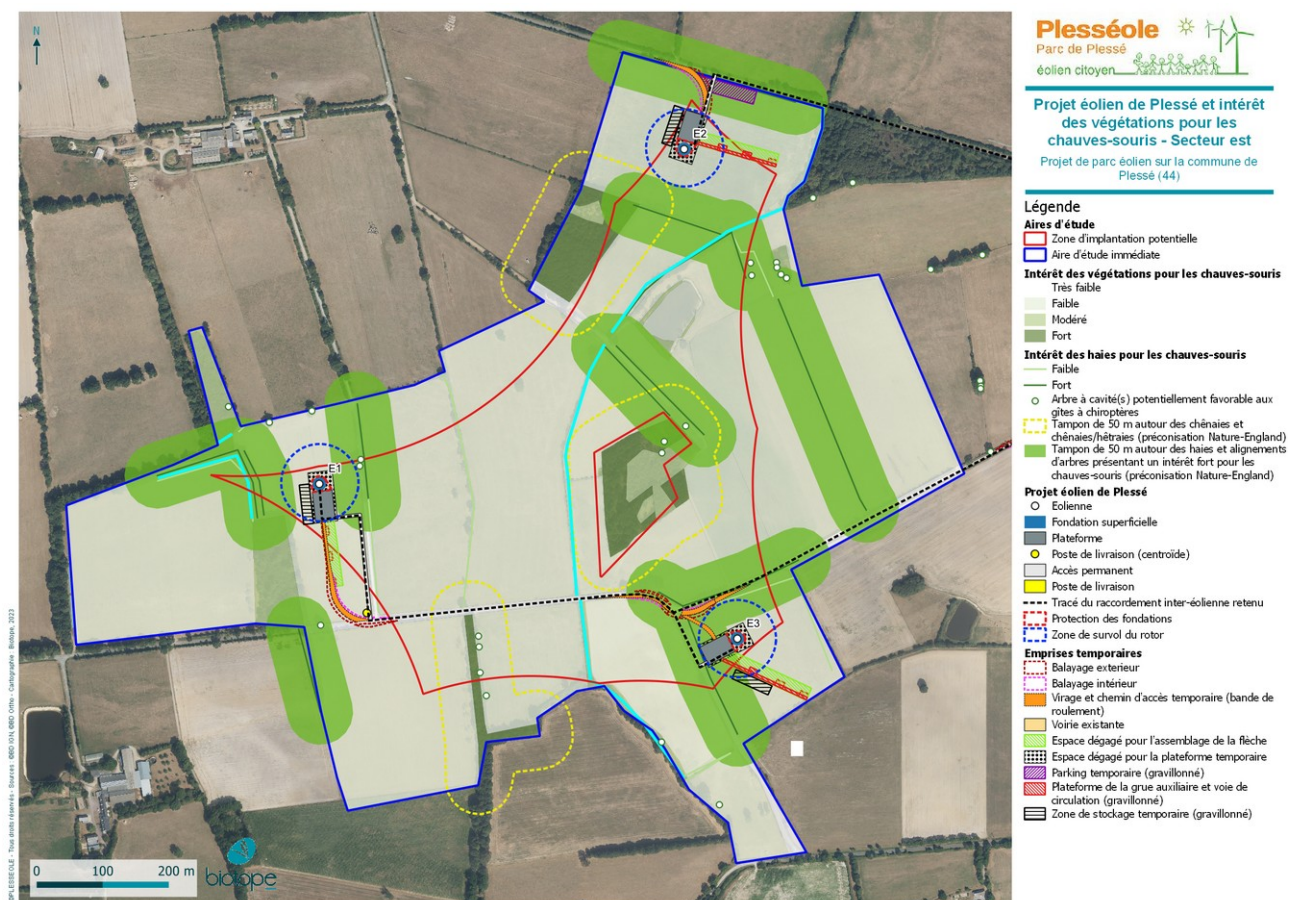 N
E2
E1
E3
0 100 200 m
biotope
Plesséole
Parc de Plessé
éolien citoyen
Projet éolien de Plessé et intérêt
des végétations pour les
chauves-souris - Secteur est
Projet de parc éolien sur la commune de
Plessé (44)
Légende
Aires d'étude
Zone d'implantation potentielle
Aire d'étude immédiate
Intérêt des végétations pour les chauves-souris
Très faible
Faible
Modéré
Fort
Intérêt des haies pour les chauves-souris
Faible
Fort
Arbre à cavité(s) potentiellement favorable aux
gîtes à chiroptères
Tampon de 50 m autour des chênaies et
chênaies/hêtraies (préconisation Nature-England)
Tampon de 50 m autour des haies et alignements
d'arbres présentant un intérêt fort pour les
chauves-souris (préconisation Nature-England)
Projet éolien de Plessé
Eolienne
Fondation superficielle
Plateforme
Poste de livraison (centroïde)
Accès permanent
Poste de livraison
Tracé du raccordement inter-éolienne retenu
Protection des fondations
Zone de survol du rotor
Emprises temporaires
Balayage exterieur
Balayage intérieur
Virage et chemin d'accès temporaire (bande de
roulement)
Voirie existante
Espace dégagé pour l'assemblage de la flèche
Espace dégagé pour la plateforme temporaire
Parking temporaire (gravillonné)
Plateforme de la grue auxiliaire et voie de
circulation (gravillonné)
Zone de stockage temporaire (gravillonné)